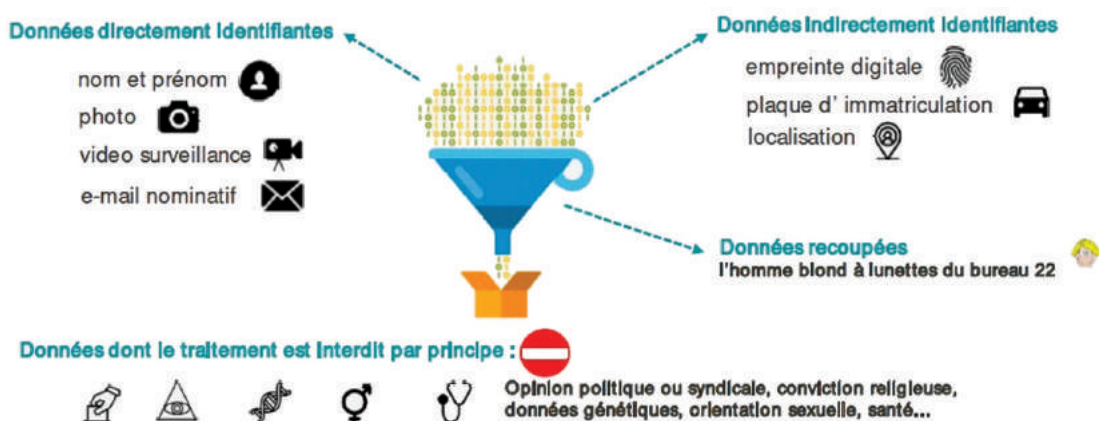 Données directement identifiantes
nom et prénom
photo
video surveillance
e-mail nominatif
Données indirectement identifiantes
empreinte digitale
plaque d' immatriculation
localisation
Données recoupées
l'homme blond à lunettes du bureau 22
Données dont le traitement est interdit par principe :
Opinion politique ou syndicale, conviction religieuse,
données génétiques, orientation sexuelle, santé...